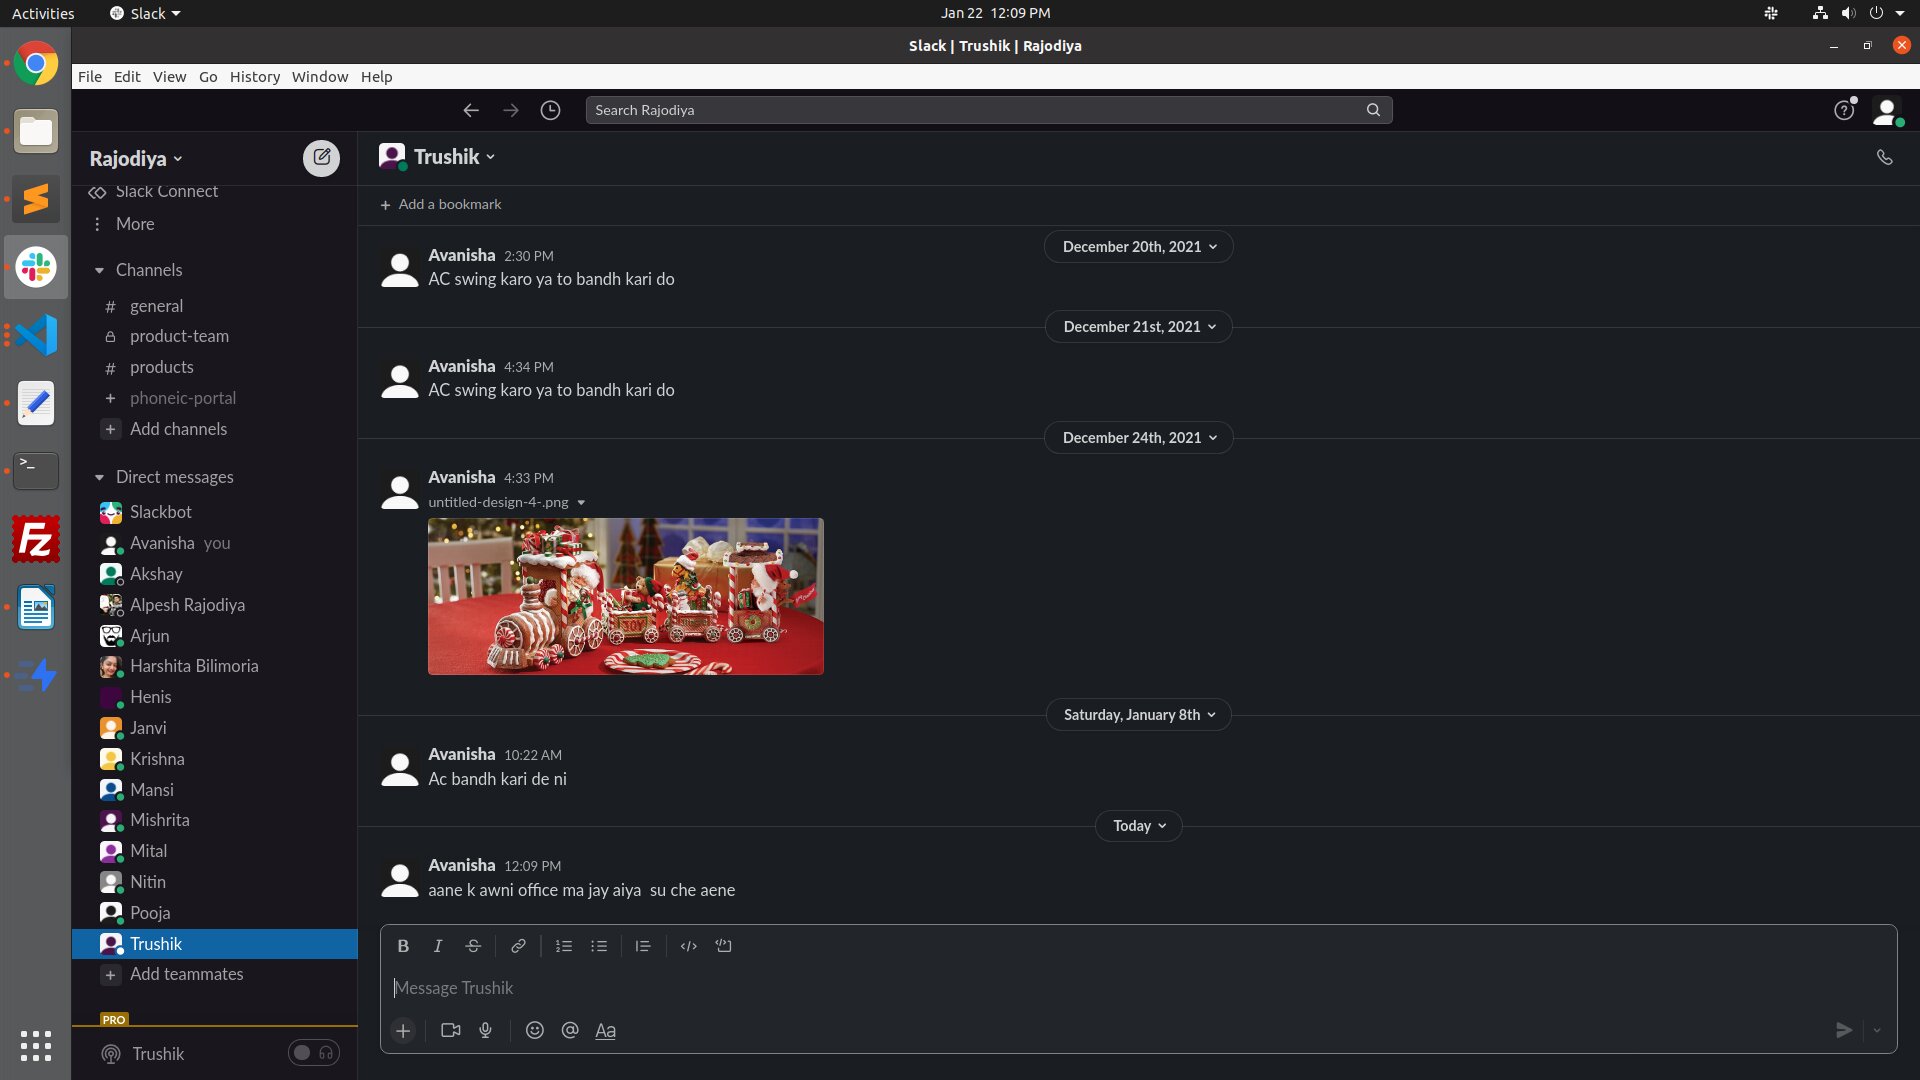 Activities
Slack
Jan 22 12:09 PM
Slack | Trushik | Rajodiya
File Edit View Go History Window Help
Search Rajodiya
Rajodiya
Slack Connect
More
Channels
# general
product-team
# products
+ phoneic-portal
+ Add channels
Direct messages
Slackbot
Avanisha you
Akshay
Alpesh Rajodiya
Arjun
Harshita Bilimoria
Henis
Janvi
Krishna
Mansi
Mishrita
Mital
Nitin
Pooja
Trushik
+ Add teammates
PRO
Trushik
Trushik
+ Add a bookmark
December 20th, 2021
Avanisha 2:30 PM
AC swing karo ya to bandh kari do
December 21st, 2021
Avanisha 4:34 PM
AC swing karo ya to bandh kari do
December 24th, 2021
Avanisha 4:33 PM
untitled-design-4-.png
JOY
Saturday, January 8th
Avanisha 10:22 AM
Ac bandh kari de ni
Today
Avanisha 12:09 PM
aane k awni office ma jay aiya  su che aene
B I S
Message Trushik
+ @ Aa
Fz